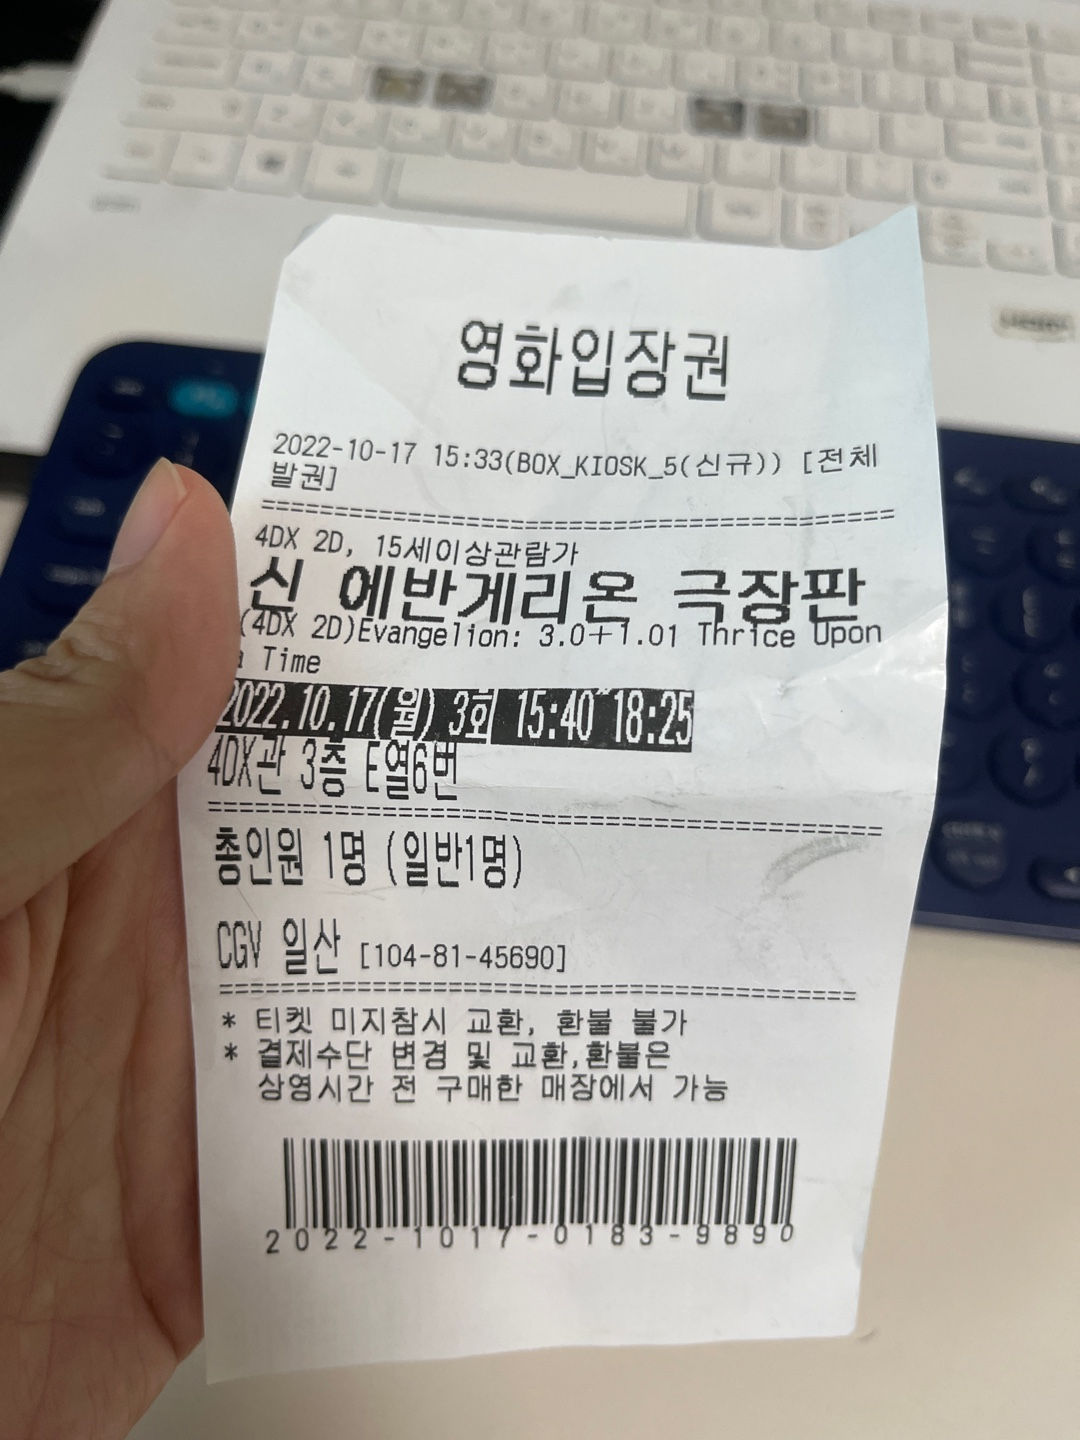 영화입장권
2022-10-17 15:33(BOX_KIOSK_5(신규)) [전체
발권]
4DX 2D, 15세이상관람가
신 에반게리온 극장판
(4DX 2D)Evangelion: 3.0+1.01 Thrice Upon
a Time
2022.10.17(월) 3회 15:40~18:25
4DX관 3층 E열6번
총인원 1명 (일반1명)
CGV 일산 [104-81-45690]
* 티켓 미지참시 교환, 환불 불가
* 결제수단 변경 및 교환,환불은
상영시간 전 구매한 매장에서 가능
2022-1017-0183-9890